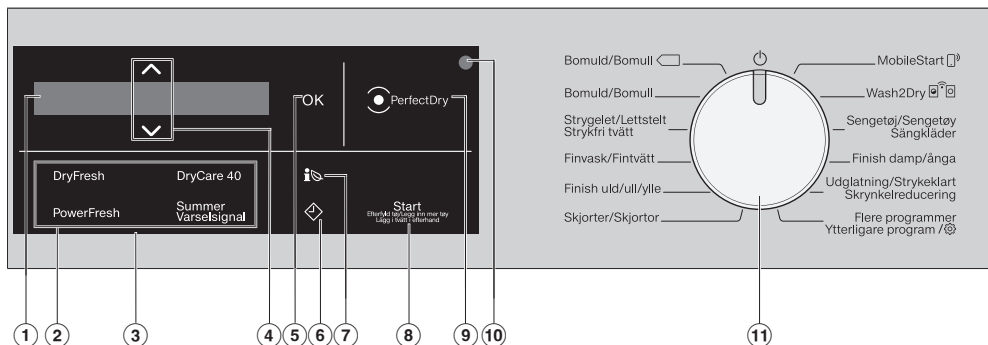 DryFresh
DryCare 40
PowerFresh
Summer
Varselsignal
OK
PerfectDry
Start
Efterfyld tøj/Legg inn mer tøy
Lägg i tvätt i efterhand
Bomuld/Bomull
Bomuld/Bomull
Strygelet/Lettstelt
Strykfri tvätt
Finvask/Fintvätt
Finish uld/ull/ylle
Skjorter/Skjortor
MobileStart
Wash2Dry
Sengetøj/Sengetøy
Sängkläder
Finish damp/ånga
Udglatning/Strykeklart
Skrynkelreducering
Flere programmer
Ytterligare program /
1 2 3 4 5 6 7 8 9 10 11